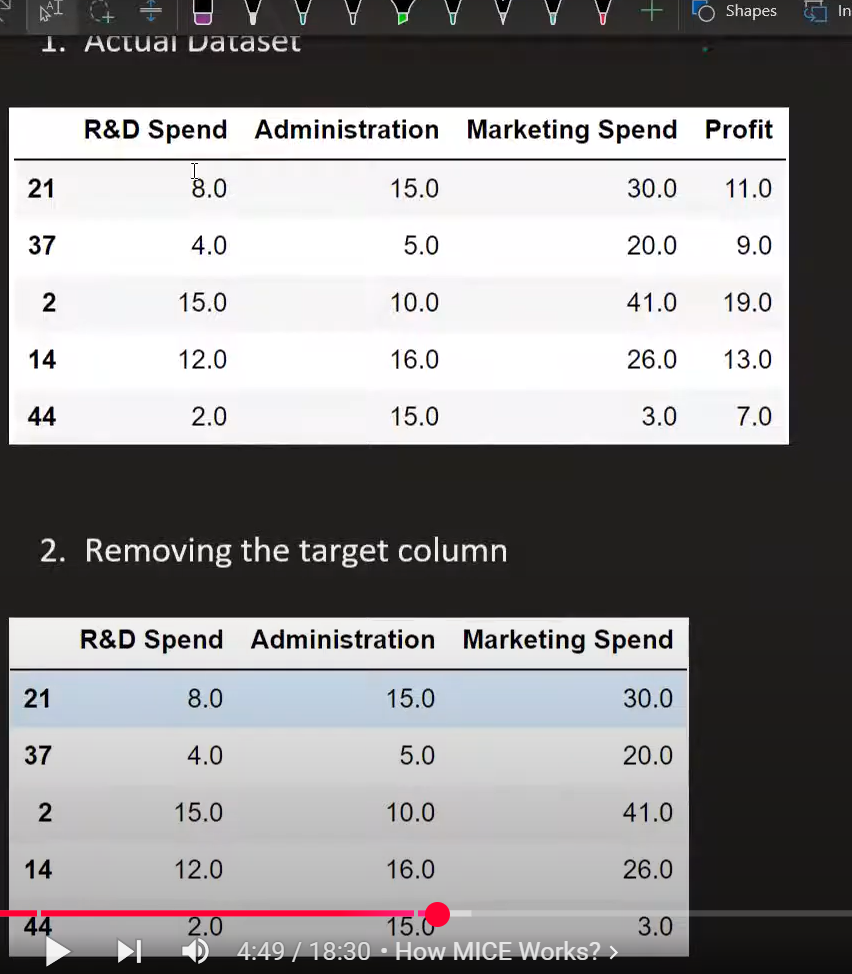 Shapes In
1. Actual Dataset
R&D Spend Administration Marketing Spend Profit
21 8.0 15.0 30.0 11.0
37 4.0 5.0 20.0 9.0
2 15.0 10.0 41.0 19.0
14 12.0 16.0 26.0 13.0
44 2.0 15.0 3.0 7.0
2. Removing the target column
R&D Spend Administration Marketing Spend
21 8.0 15.0 30.0
37 4.0 5.0 20.0
2 15.0 10.0 41.0
14 12.0 16.0 26.0
44 2.0 15.0 3.0
4:49 / 18:30 • How MICE Works? >